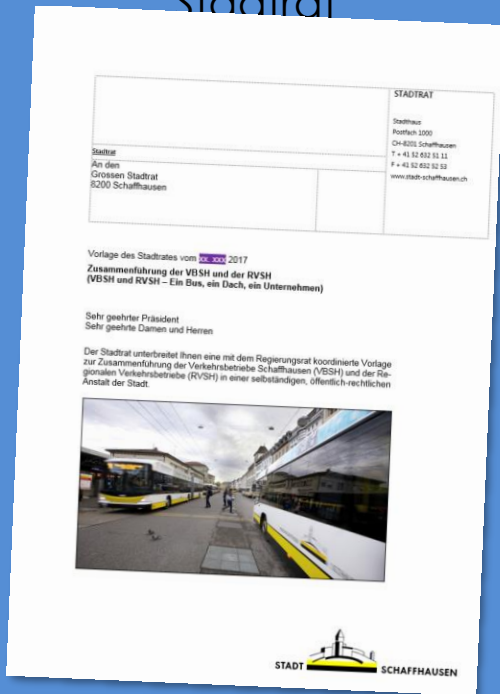 Stadtrat
STADTRAT
Stadthaus
Postfach 1000
CH-8201 Schaffhausen
T + 41 52 632 51 11
F + 41 52 632 52 53
www.stadt-schaffhausen.ch
Stadtrat
An den
Grossen Stadtrat
8200 Schaffhausen
Vorlage des Stadtrates vom xx. xxx 2017
Zusammenführung der VBSH und der RVSH
(VBSH und RVSH – Ein Bus, ein Dach, ein Unternehmen)
Sehr geehrter Präsident
Sehr geehrte Damen und Herren
Der Stadtrat unterbreitet Ihnen eine mit dem Regierungsrat koordinierte Vorlage
zur Zusammenführung der Verkehrsbetriebe Schaffhausen (VBSH) und der Re-
gionalen Verkehrsbetriebe (RVSH) in einer selbständigen, öffentlich-rechtlichen
Anstalt der Stadt.
STADT SCHAFFHAUSEN